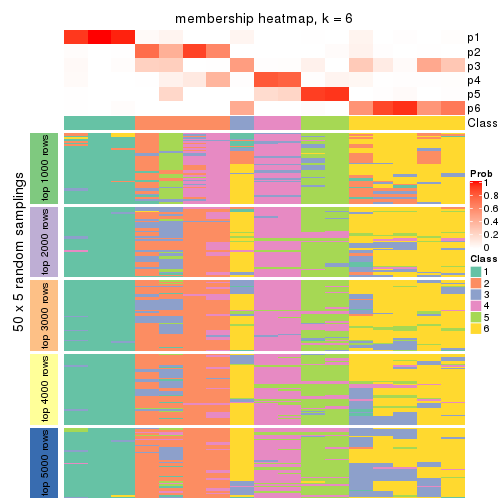 membership heatmap, k = 6
p1
p2
p3
p4
p5
p6
Class
50 x 5 random samplings
top 1000 rows
top 2000 rows
top 3000 rows
top 4000 rows
top 5000 rows
Prob
1
0.8
0.6
0.4
0.2
0
Class
1
2
3
4
5
6